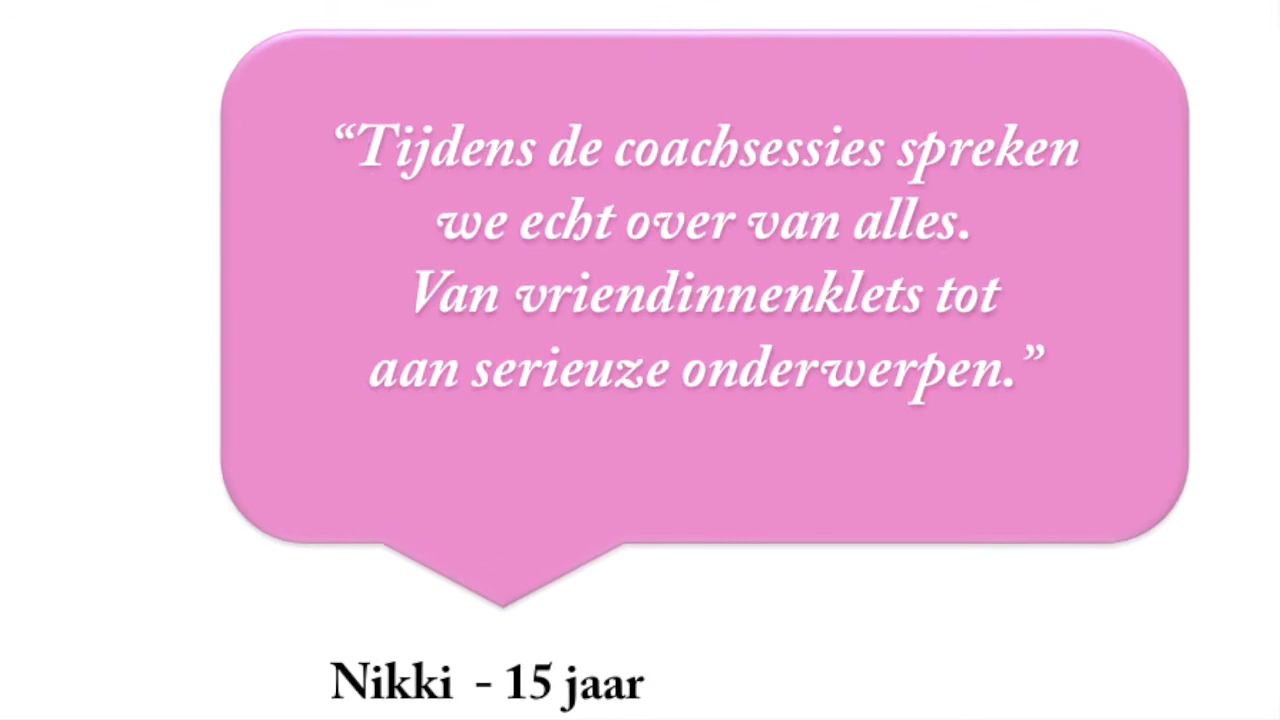 “Tijdens de coachsessies spreken
we echt over van alles.
Van vriendinnenklets tot
aan serieuze onderwerpen.”
Nikki - 15 jaar